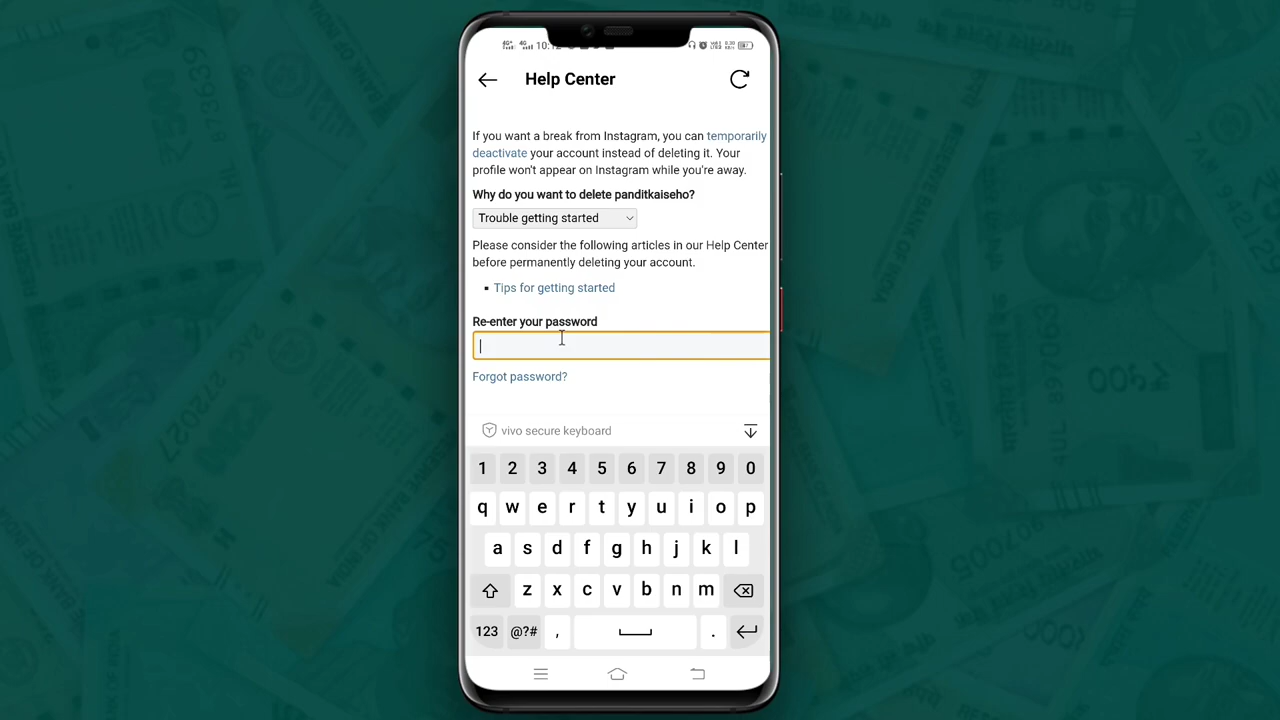 10:12
Help Center
If you want a break from Instagram, you can temporarily
deactivate your account instead of deleting it. Your
profile won't appear on Instagram while you're away.
Why do you want to delete panditkaiseho?
Trouble getting started
Please consider the following articles in our Help Center
before permanently deleting your account.
▪ Tips for getting started
Re-enter your password
Forgot password?
vivo secure keyboard
1 2 3 4 5 6 7 8 9 0
q w e r t y u i o p
a s d f g h j k l
z x c v b n m
123 @?# , .